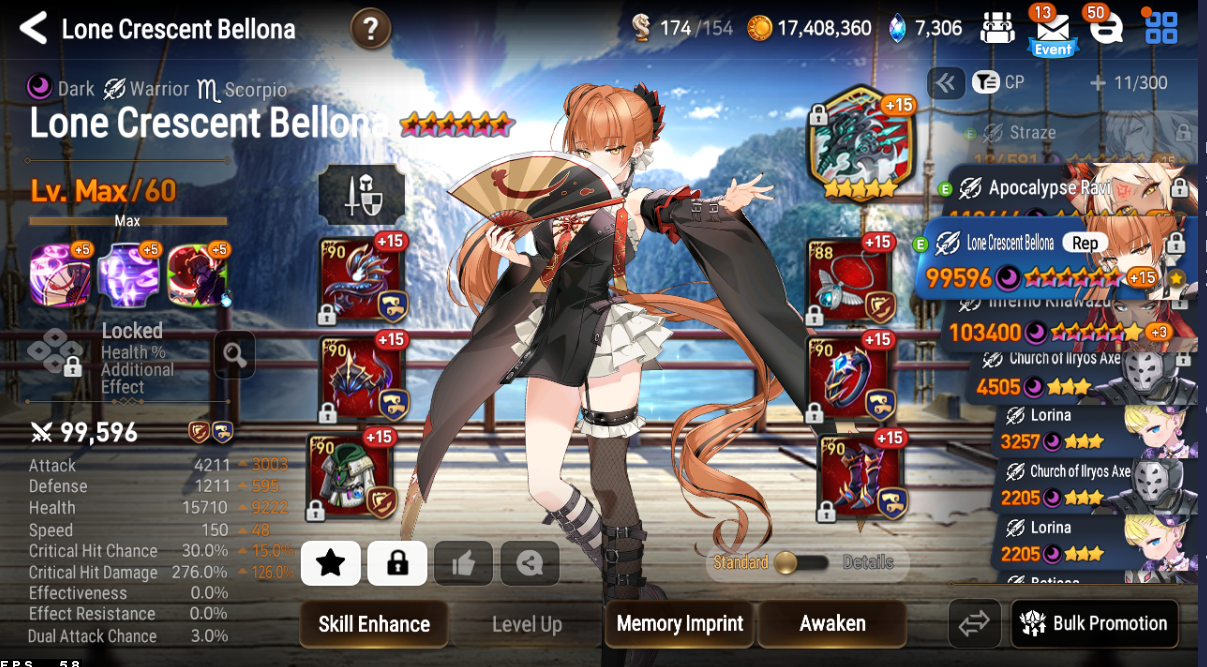 Lone Crescent Bellona
?
174/154
17,408,360
7,306
13
Event
50
Dark Warrior Scorpio
Lone Crescent Bellona
Lv. Max/60
Max
+5
+5
+5
Locked
Health %
Additional
Effect
99,596
Attack 4211 3003
Defense 1211 595
Health 15710 9222
Speed 150 48
Critical Hit Chance 30.0% 15.0%
Critical Hit Damage 276.0% 126.0%
Effectiveness 0.0%
Effect Resistance 0.0%
Dual Attack Chance 3.0%
FPS 58
90 +15
90 +15
90 +15
+15
88 +15
90 +15
90 +15
Standard Details
Skill Enhance
Level Up
Memory Imprint
Awaken
CP
+ 11/300
E Straze
E Apocalypse Ravi
E Lone Crescent Bellona Rep
99596 +15
Inferno Khawazu
103400 +3
Church of Ilryos Axe
4505
Lorina
3257
Church of Ilryos Axe
2205
Lorina
2205
Bulk Promotion